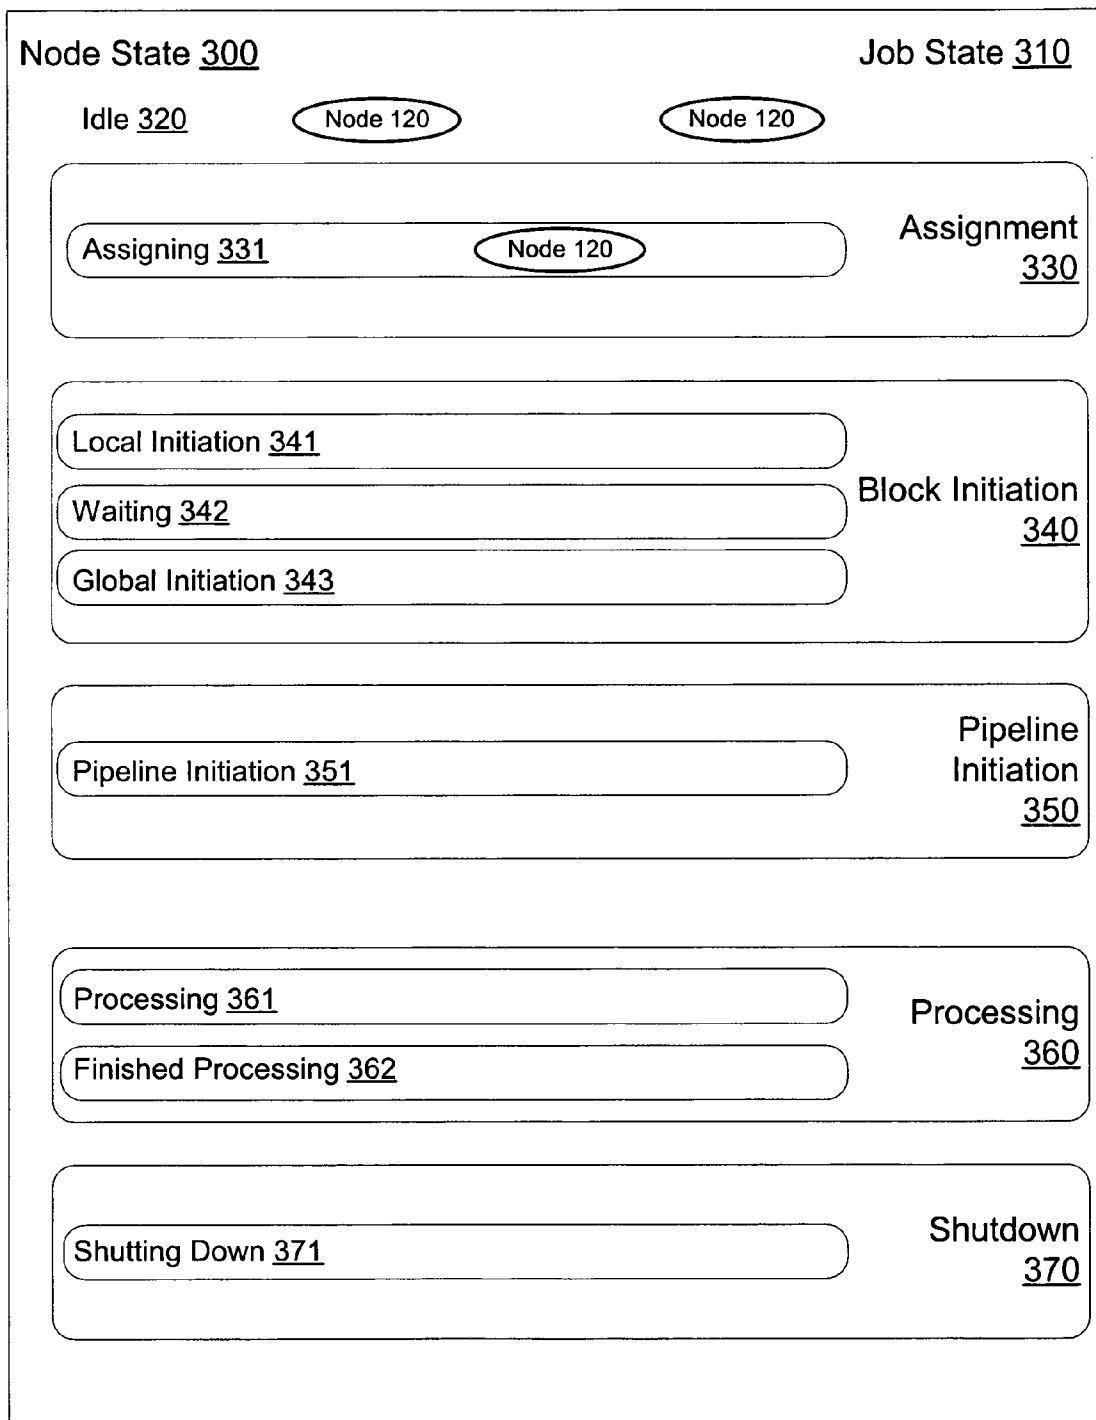 Node State 300
Job State 310
Idle 320
Node 120
Node 120
Assigning 331
Node 120
Assignment
330
Local Initiation 341
Waiting 342
Global Initiation 343
Block Initiation
340
Pipeline Initiation 351
Pipeline
Initiation
350
Processing 361
Finished Processing 362
Processing
360
Shutting Down 371
Shutdown
370